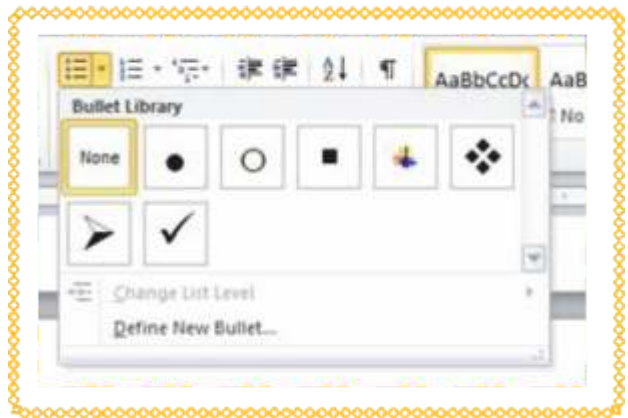 AaBbCcDc AaB
Bullet Library
No
None
Change List Level
Define New Bullet...